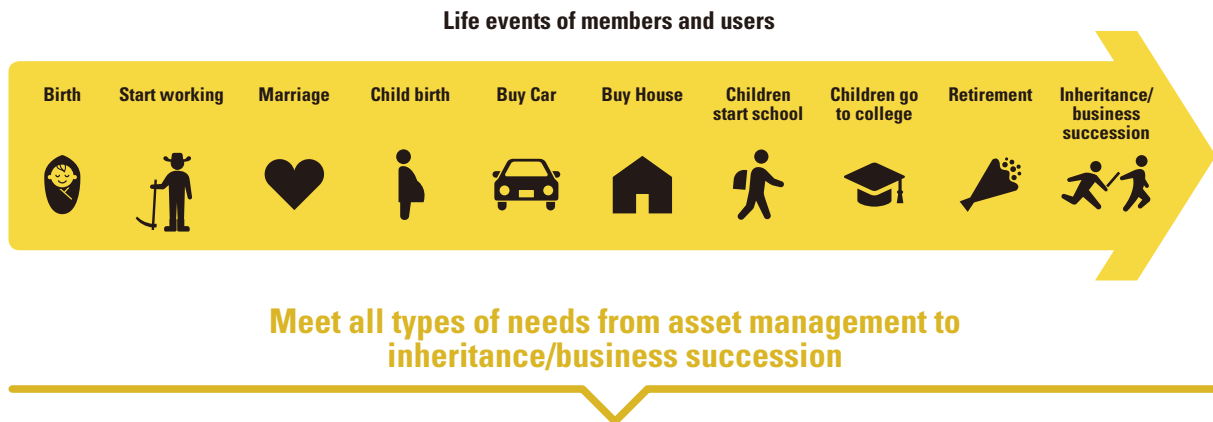 Life events of members and users
Birth
Start working
Marriage
Child birth
Buy Car
Buy House
Children
start school
Children go
to college
Retirement
Inheritance/
business
succession
Meet all types of needs from asset management to
inheritance/business succession